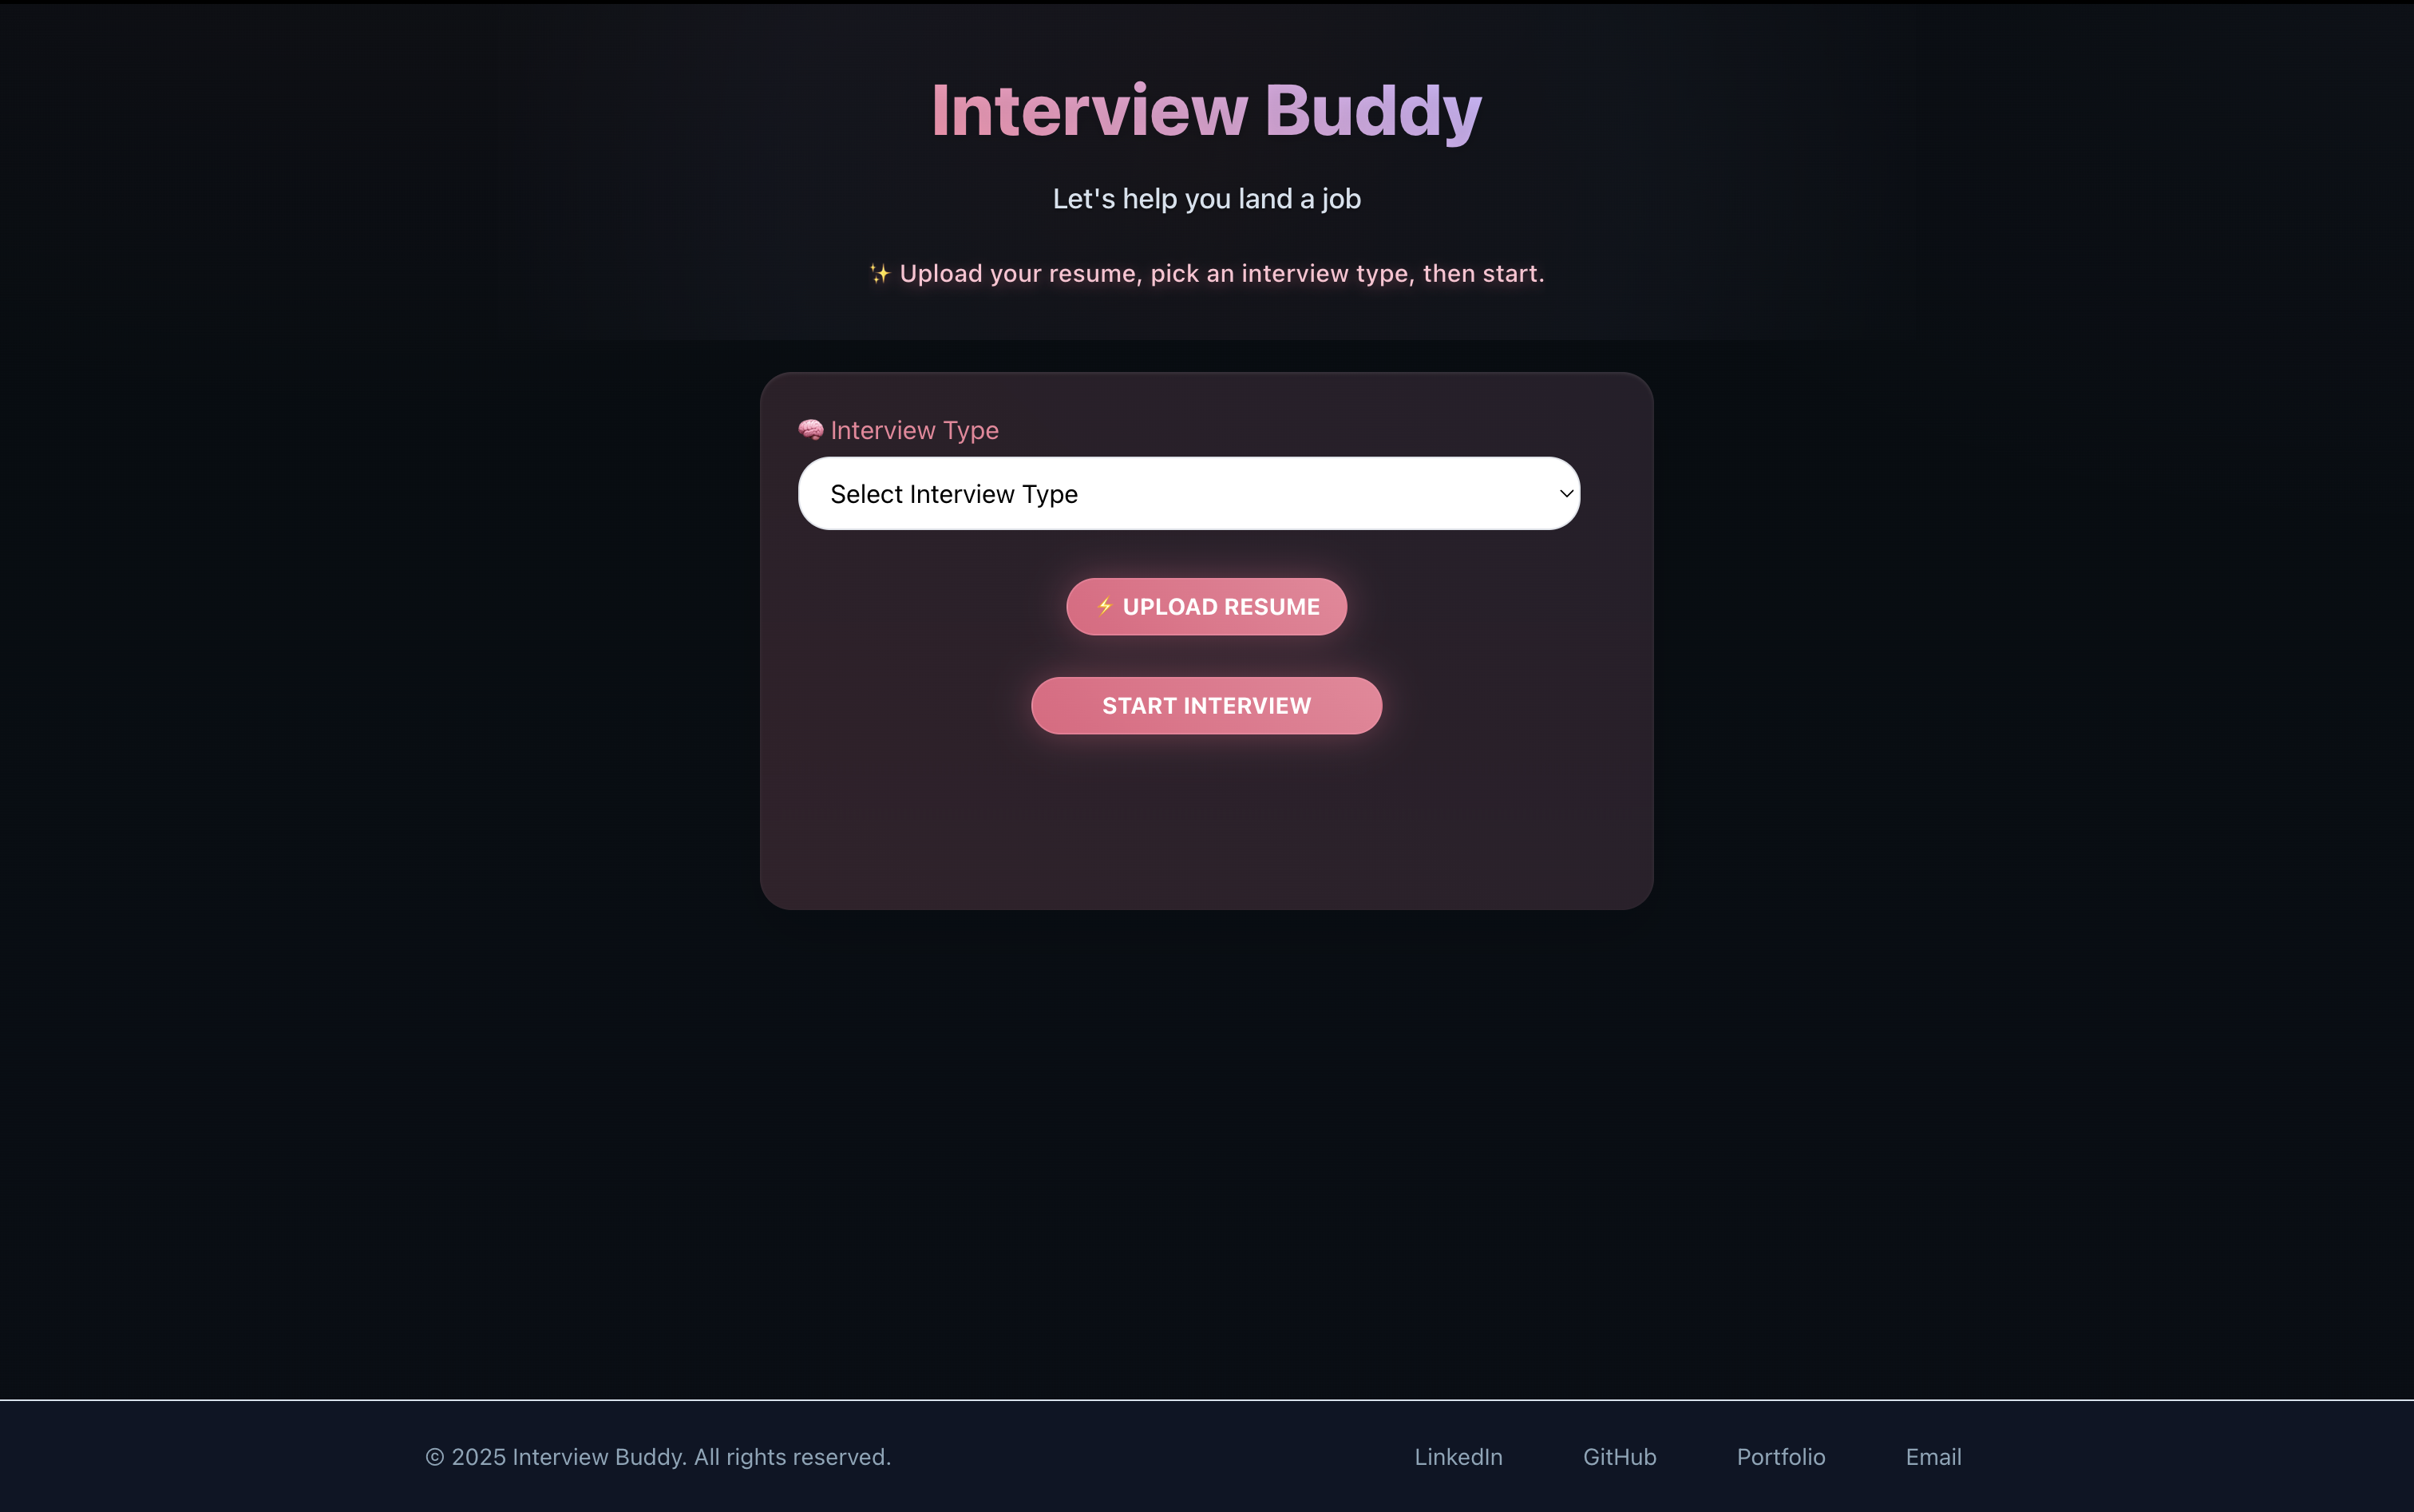 Interview Buddy
Let's help you land a job
✨ Upload your resume, pick an interview type, then start.
🧠 Interview Type
Select Interview Type
⚡ UPLOAD RESUME
START INTERVIEW
© 2025 Interview Buddy. All rights reserved. LinkedIn GitHub Portfolio Email